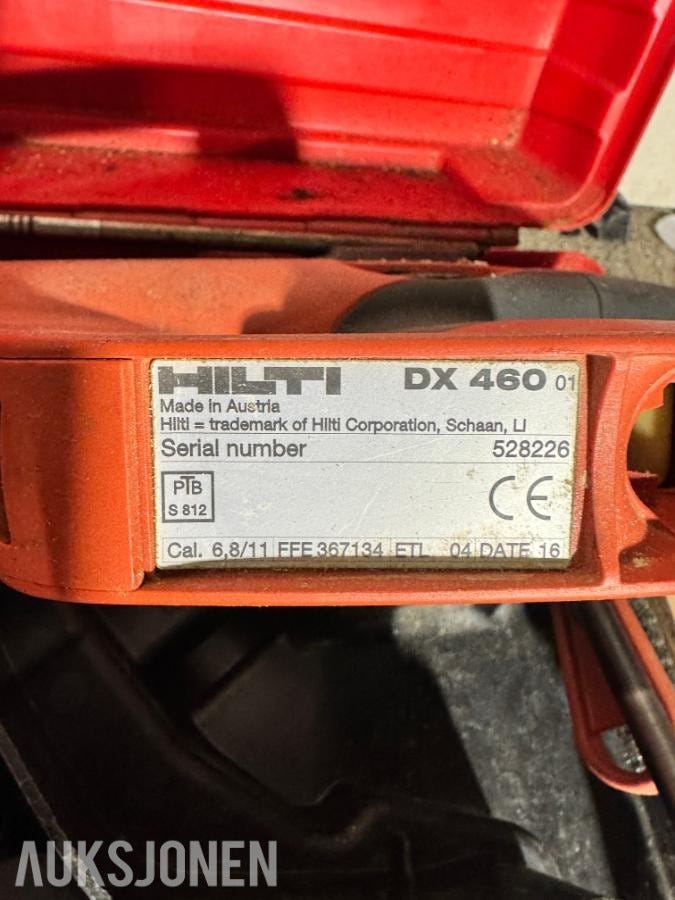 HILTI DX 460 01
Made in Austria
Hilti = trademark of Hilti Corporation, Schaan, LI
Serial number 528226
PTB
S 812
CE
Cal. 6,8/11 FFE 367134 ETL 04 DATE 16
AUKSJONEN